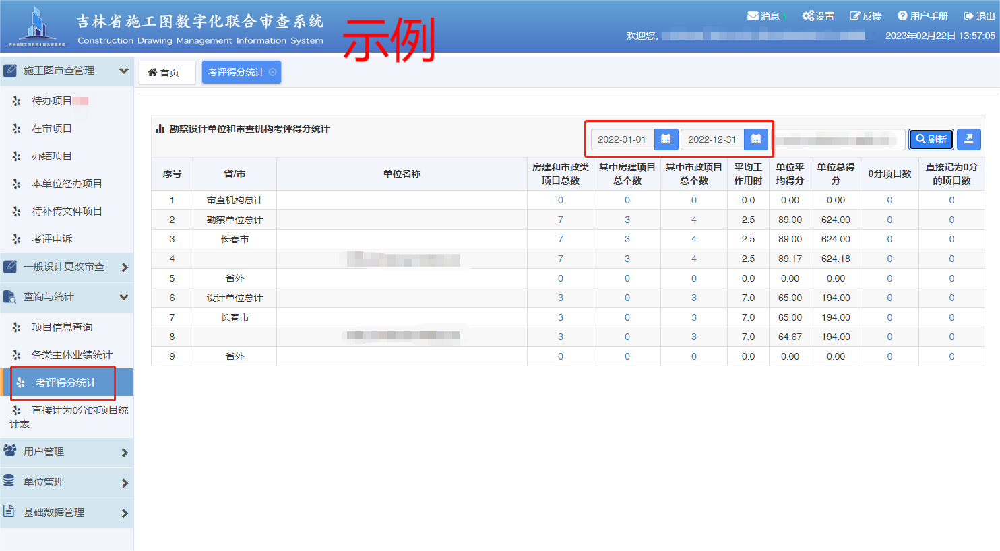 吉林省施工图数字化联合审查系统
Construction Drawing Management Information System
吉林省施工图数字化联合审查系统
示例
消息 设置 反馈 用户手册 退出
欢迎您, 2023年02月22日 13:57:05
施工图审查管理
待办项目
在审项目
办结项目
本单位经办项目
待补传文件项目
考评申诉
一般设计更改审查
查询与统计
项目信息查询
各类主体业绩统计
考评得分统计
直接计为0分的项目统
计表
用户管理
单位管理
基础数据管理
首页 考评得分统计
勘察设计单位和审查机构考评得分统计
2022-01-01 2022-12-31 刷新
序号 省/市 单位名称 房建和市政类项目总数 其中房建项目总个数 其中市政项目总个数 平均工作用时 单位平均得分 单位总得分 0分项目数 直接记为0分的项目数
1 审查机构总计 0 0 0 0.0 0.00 0.00 0 0
2 勘察单位总计 7 3 4 2.5 89.00 624.00 0 0
3 长春市 7 3 4 2.5 89.00 624.00 0 0
4 7 3 4 2.5 89.17 624.18 0 0
5 省外 0 0 0 0.0 0.00 0.00 0 0
6 设计单位总计 3 0 3 7.0 65.00 194.00 0 0
7 长春市 3 0 3 7.0 65.00 194.00 0 0
8 3 0 3 7.0 64.67 194.00 0 0
9 省外 0 0 0 0.0 0.00 0.00 0 0